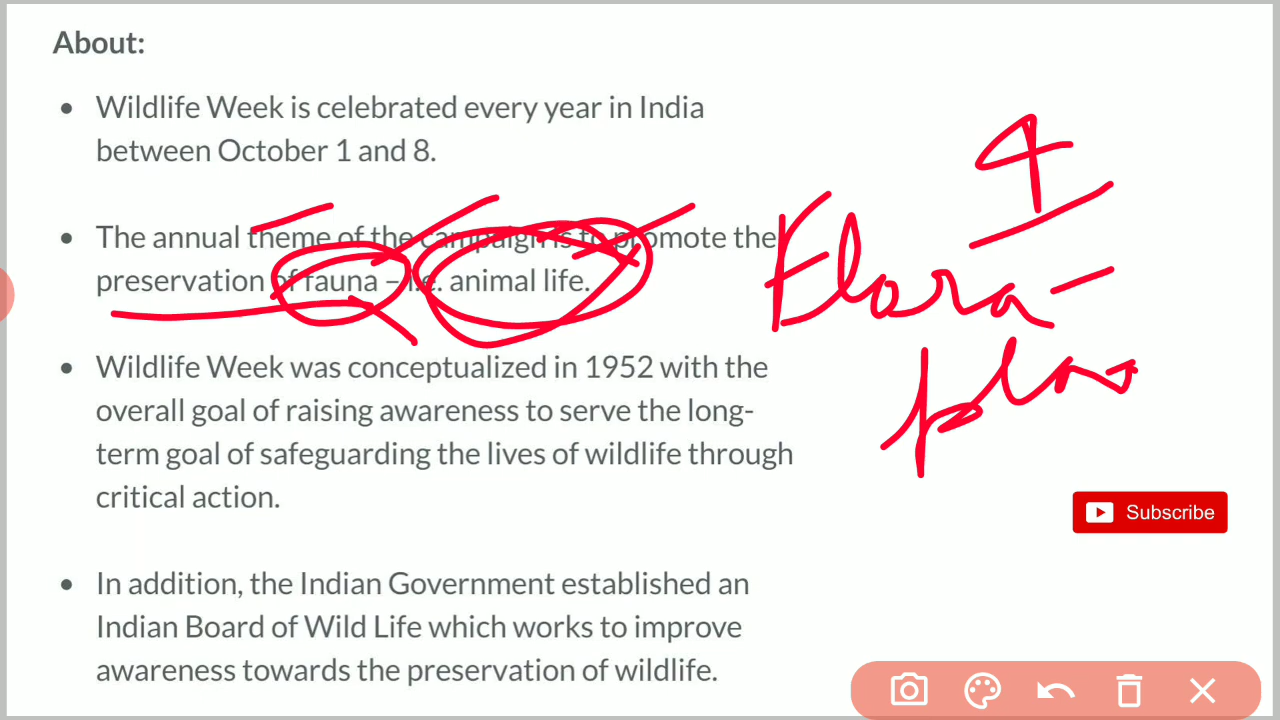 About:
• Wildlife Week is celebrated every year in India
between October 1 and 8.
• The annual theme of the campaign is to promote the
preservation of fauna – i.e. animal life.
• Wildlife Week was conceptualized in 1952 with the
overall goal of raising awareness to serve the long-
term goal of safeguarding the lives of wildlife through
critical action.
• In addition, the Indian Government established an
Indian Board of Wild Life which works to improve
awareness towards the preservation of wildlife.
4
Flora -
Subscribe